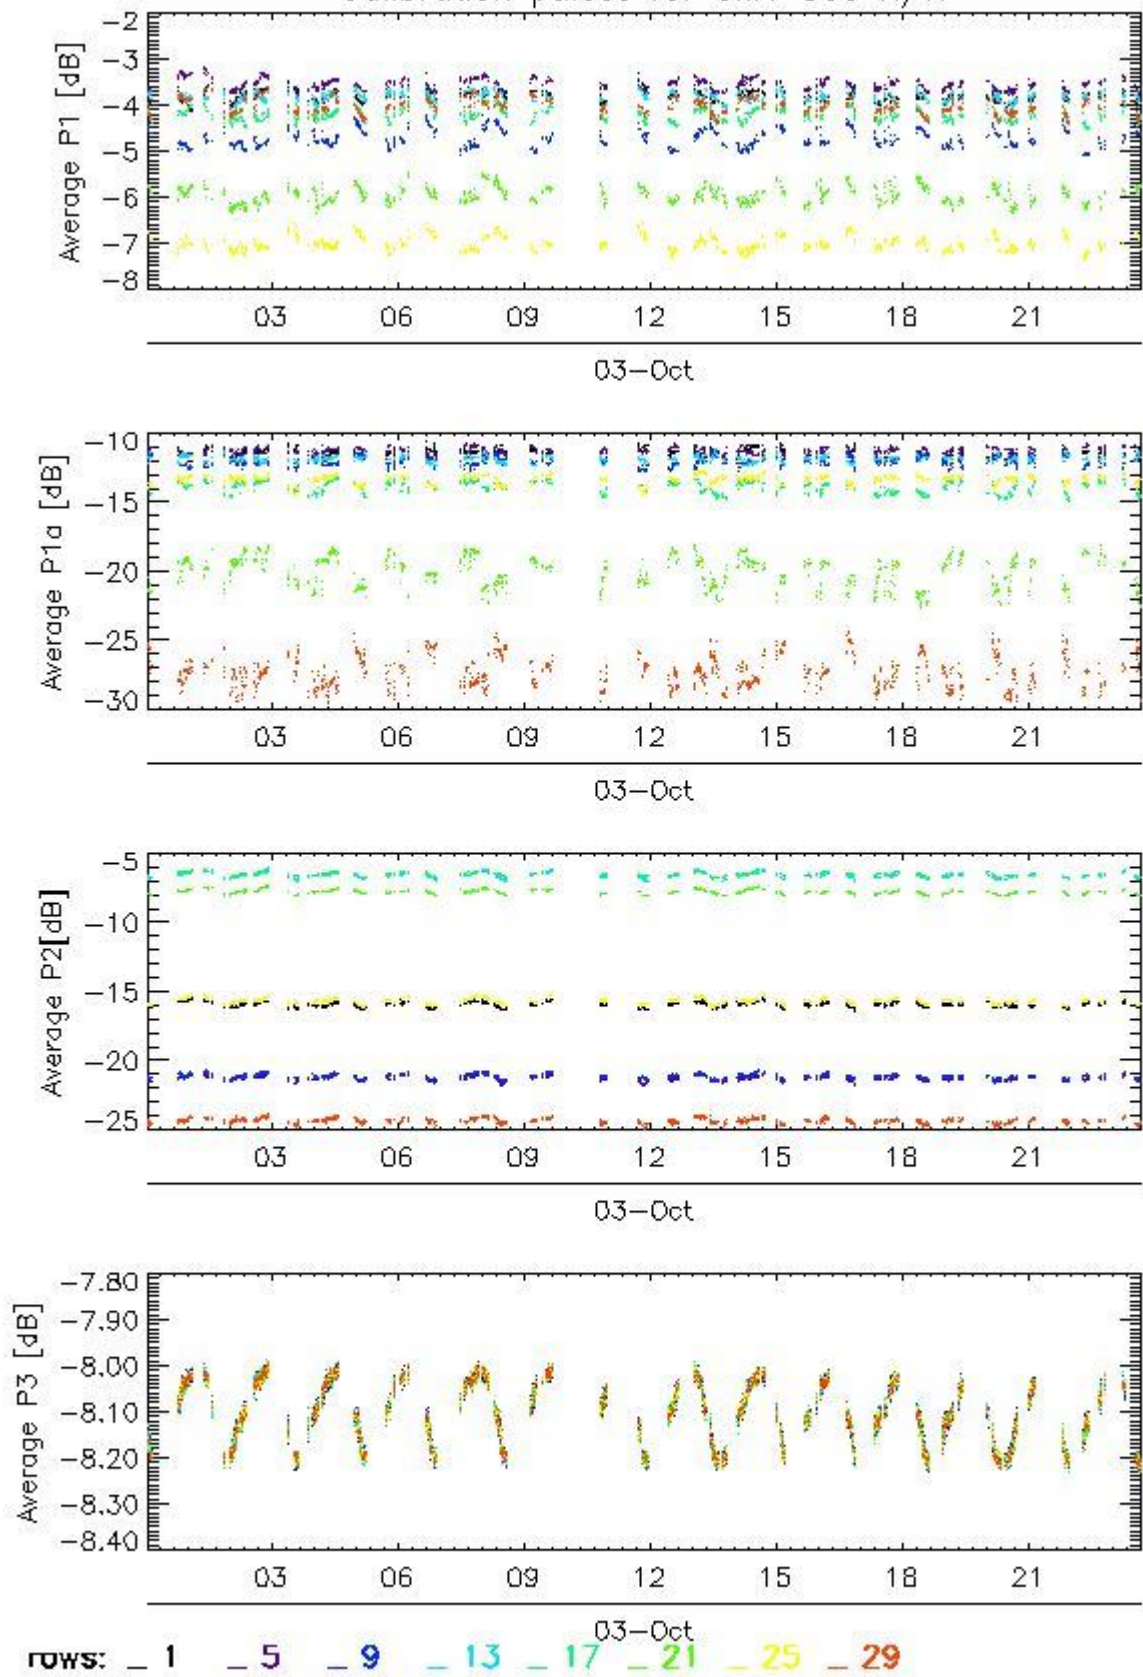 −2
−3
−4
−5
−6
−7
−8
Average P1 [dB]
03 06 09 12 15 18 21
03−Oct
−10
−15
−20
−25
−30
Average P1a [dB]
03 06 09 12 15 18 21
03−Oct
−5
−10
−15
−20
−25
Average P2[dB]
03 06 09 12 15 18 21
03−Oct
−7.80
−7.90
−8.00
−8.10
−8.20
−8.30
−8.40
Average P3 [dB]
03 06 09 12 15 18 21
03−Oct
rows: _ 1 _ 5 _ 9 _ 13 _ 17 _ 21 _ 25 _ 29